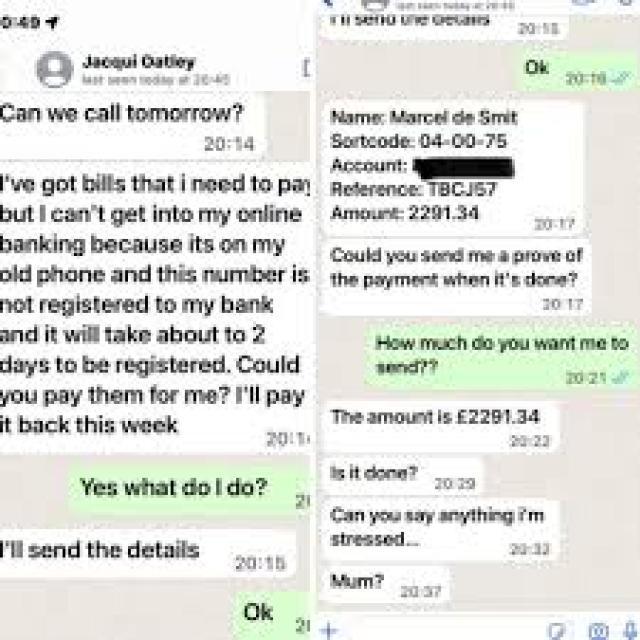 0:49
Jacqui Oatley
last seen today at 20:45
Can we call tomorrow?
20:14
I've got bills that i need to pay
but I can't get into my online
banking because its on my
old phone and this number is
not registered to my bank
and it will take about to 2
days to be registered. Could
you pay them for me? I'll pay
it back this week
20:1
Yes what do I do?
I'll send the details
20:15
Ok
I'll send the details
20:15
Ok
20:16
Name: Marcel de Smit
Sortcode: 04-00-75
Account:
Reference: TBCJ57
Amount: 2291.34
20:17
Could you send me a prove of
the payment when it's done?
20:17
How much do you want me to
send??
20:21
The amount is £2291.34
20:22
Is it done?
20:29
Can you say anything i'm
stressed...
20:32
Mum?
20:37